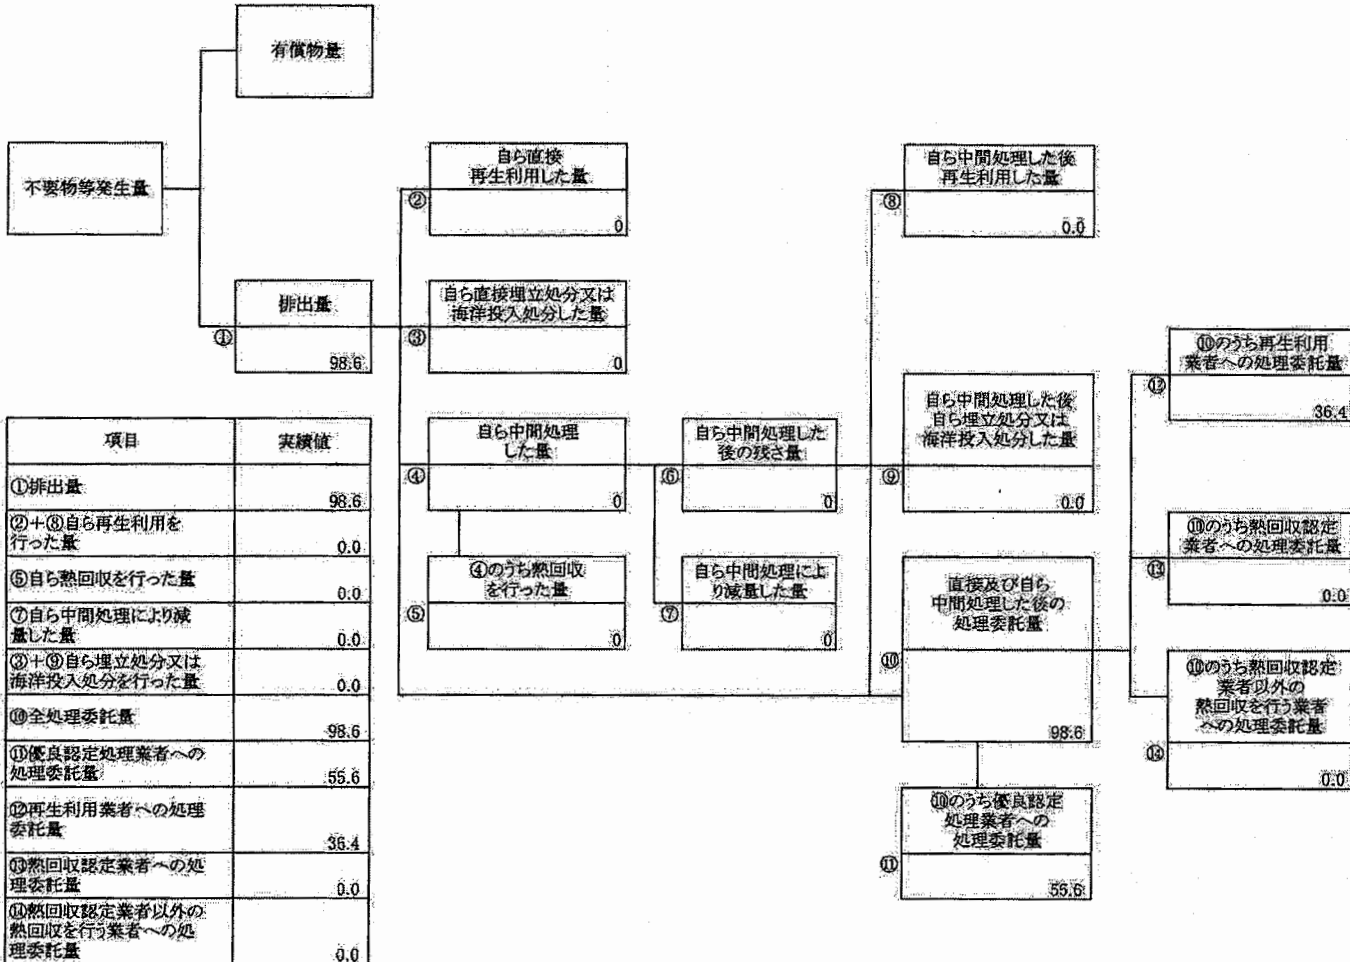 有償物量
不要物等発生量
自ら直接
再生利用した量
②
0
自ら中間処理した後
再生利用した量
⑧
0.0
排出量
①
98.6
自ら直接埋立処分又は
海洋投入処分した量
③
0
⑩のうち再生利用
業者への処理委託量
⑫
36.4
自ら中間処理
した量
④
0
自ら中間処理した
後の残さ量
⑥
0
自ら中間処理した後
自ら埋立処分又は
海洋投入処分した量
⑨
0.0
⑩のうち熱回収認定
業者への処理委託量
⑬
0.0
④のうち熱回収
を行った量
⑤
0
自ら中間処理によ
り減量した量
⑦
0
直接及び自ら
中間処理した後の
処理委託量
⑩
98.6
⑩のうち熱回収認定
業者以外の
熱回収を行う業者
への処理委託量
⑭
0.0
⑩のうち優良認定
処理業者への
処理委託量
⑪
55.6
項目 実績値
①排出量
98.6
②+⑧自ら再生利用を
行った量
0.0
⑤自ら熱回収を行った量
0.0
⑦自ら中間処理により減
量した量
0.0
③+⑨自ら埋立処分又は
海洋投入処分を行った量
0.0
⑩全処理委託量
98.6
⑪優良認定処理業者への
処理委託量
55.6
⑫再生利用業者への処理
委託量
36.4
⑬熱回収認定業者への処
理委託量
0.0
⑭熱回収認定業者以外の
熱回収を行う業者への処
理委託量
0.0